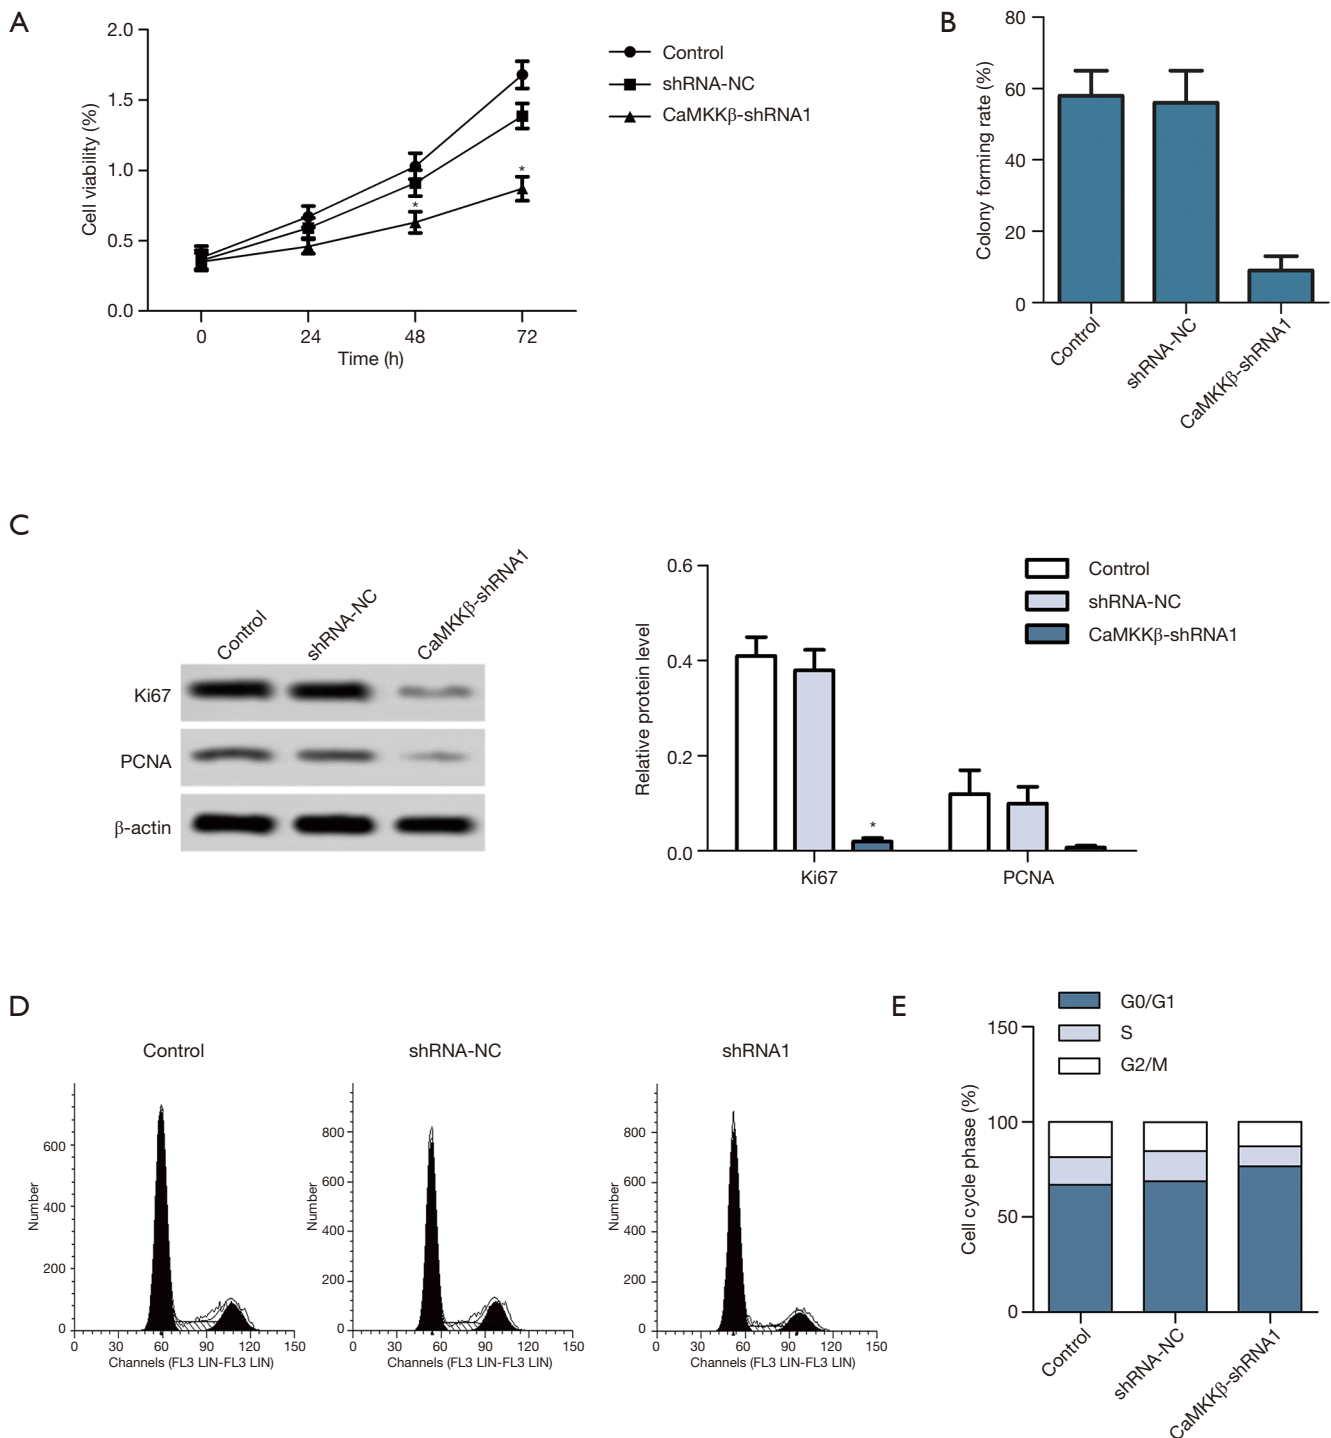 A
2.0
1.5
1.0
0.5
0.0
Cell viability (%)
0
24
48
72
Time (h)
*
*
Control
shRNA-NC
CaMKKβ-shRNA1
B
80
60
40
20
0
Colony forming rate (%)
Control
shRNA-NC
CaMKKβ-shRNA1
C
Control
shRNA-NC
CaMKKβ-shRNA1
Ki67
PCNA
β-actin
0.6
0.4
0.2
0.0
Relative protein level
*
Ki67
PCNA
Control
shRNA-NC
CaMKKβ-shRNA1
D
Control
600
400
200
0
Number
0 30 60 90 120 150
Channels (FL3 LIN-FL3 LIN)
shRNA-NC
800
600
400
200
0
Number
0 30 60 90 120 150
Channels (FL3 LIN-FL3 LIN)
shRNA1
800
600
400
200
0
Number
0 30 60 90 120 150
Channels (FL3 LIN-FL3 LIN)
E
G0/G1
S
G2/M
150
100
50
0
Cell cycle phase (%)
Control
shRNA-NC
CaMKKβ-shRNA1